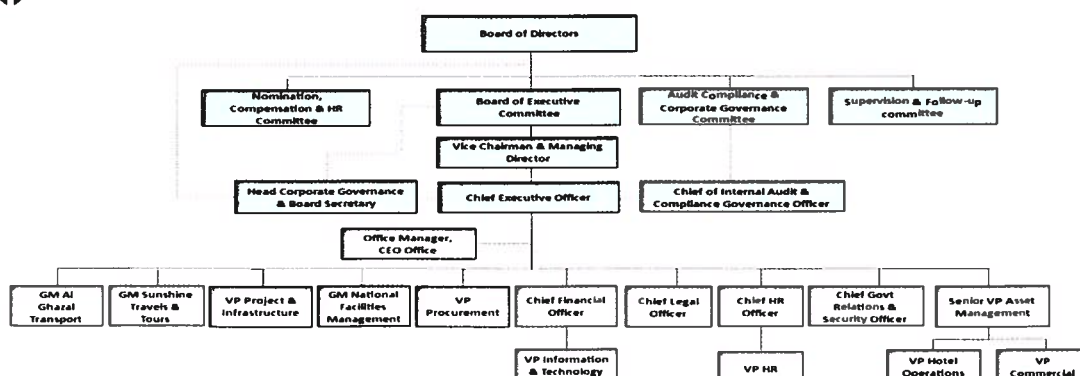 Board of Directors
Nomination,
Compensation & HR
Committee
Board of Executive
Committee
Audit Compliance &
Corporate Governance
Committee
Supervision & Follow-up
committee
Vice Chairman & Managing
Director
Head Corporate Governance
& Board Secretary
Chief Executive Officer
Chief of Internal Audit &
Compliance Governance Officer
Office Manager,
CEO Office
GM Al
Ghazal
Transport
GM Sunshine
Travels &
Tours
VP Project &
Infrastructure
GM National
Facilities
Management
VP
Procurement
Chief Financial
Officer
Chief Legal
Officer
Chief HR
Officer
Chief Govt
Relations &
Security Officer
Senior VP Asset
Management
VP Information
& Technology
VP HR
VP Hotel
Operations
VP
Commercial